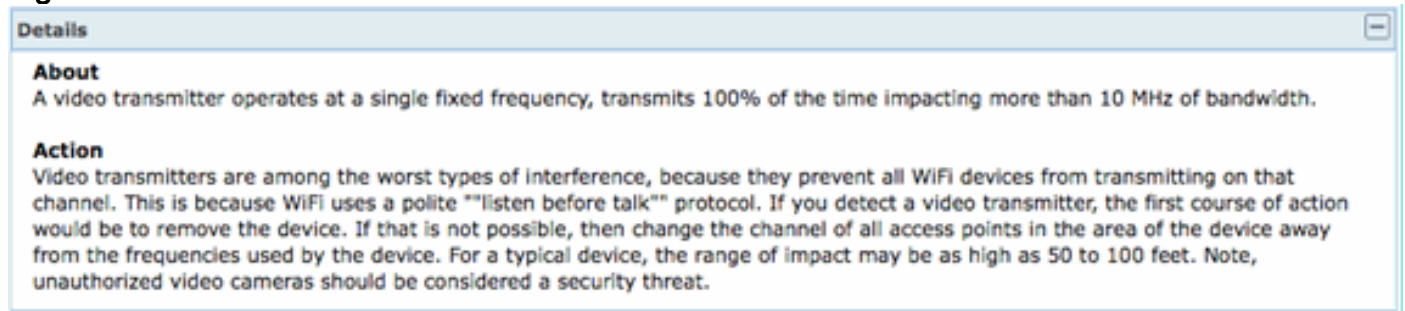 Details
About
A video transmitter operates at a single fixed frequency, transmits 100% of the time impacting more than 10 MHz of bandwidth.
Action
Video transmitters are among the worst types of interference, because they prevent all WiFi devices from transmitting on that
channel. This is because WiFi uses a polite ""listen before talk"" protocol. If you detect a video transmitter, the first course of action
would be to remove the device. If that is not possible, then change the channel of all access points in the area of the device away
from the frequencies used by the device. For a typical device, the range of impact may be as high as 50 to 100 feet. Note,
unauthorized video cameras should be considered a security threat.